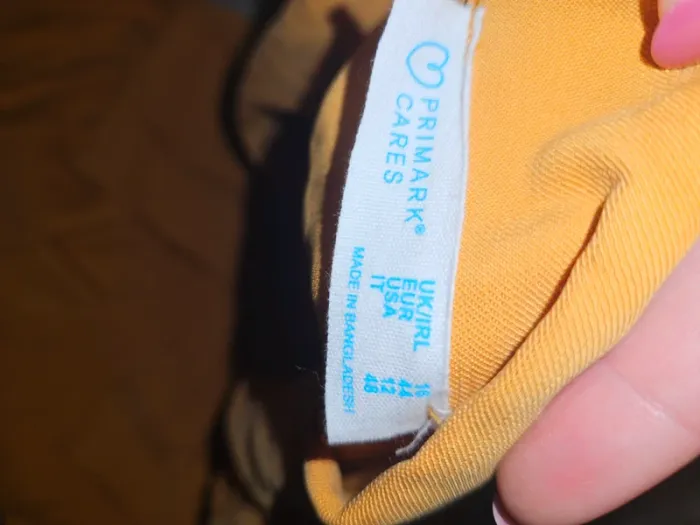 PRIMARK®
CARES
UK/IRL 16
EUR 44
USA 12
IT 48
MADE IN BANGLADESH